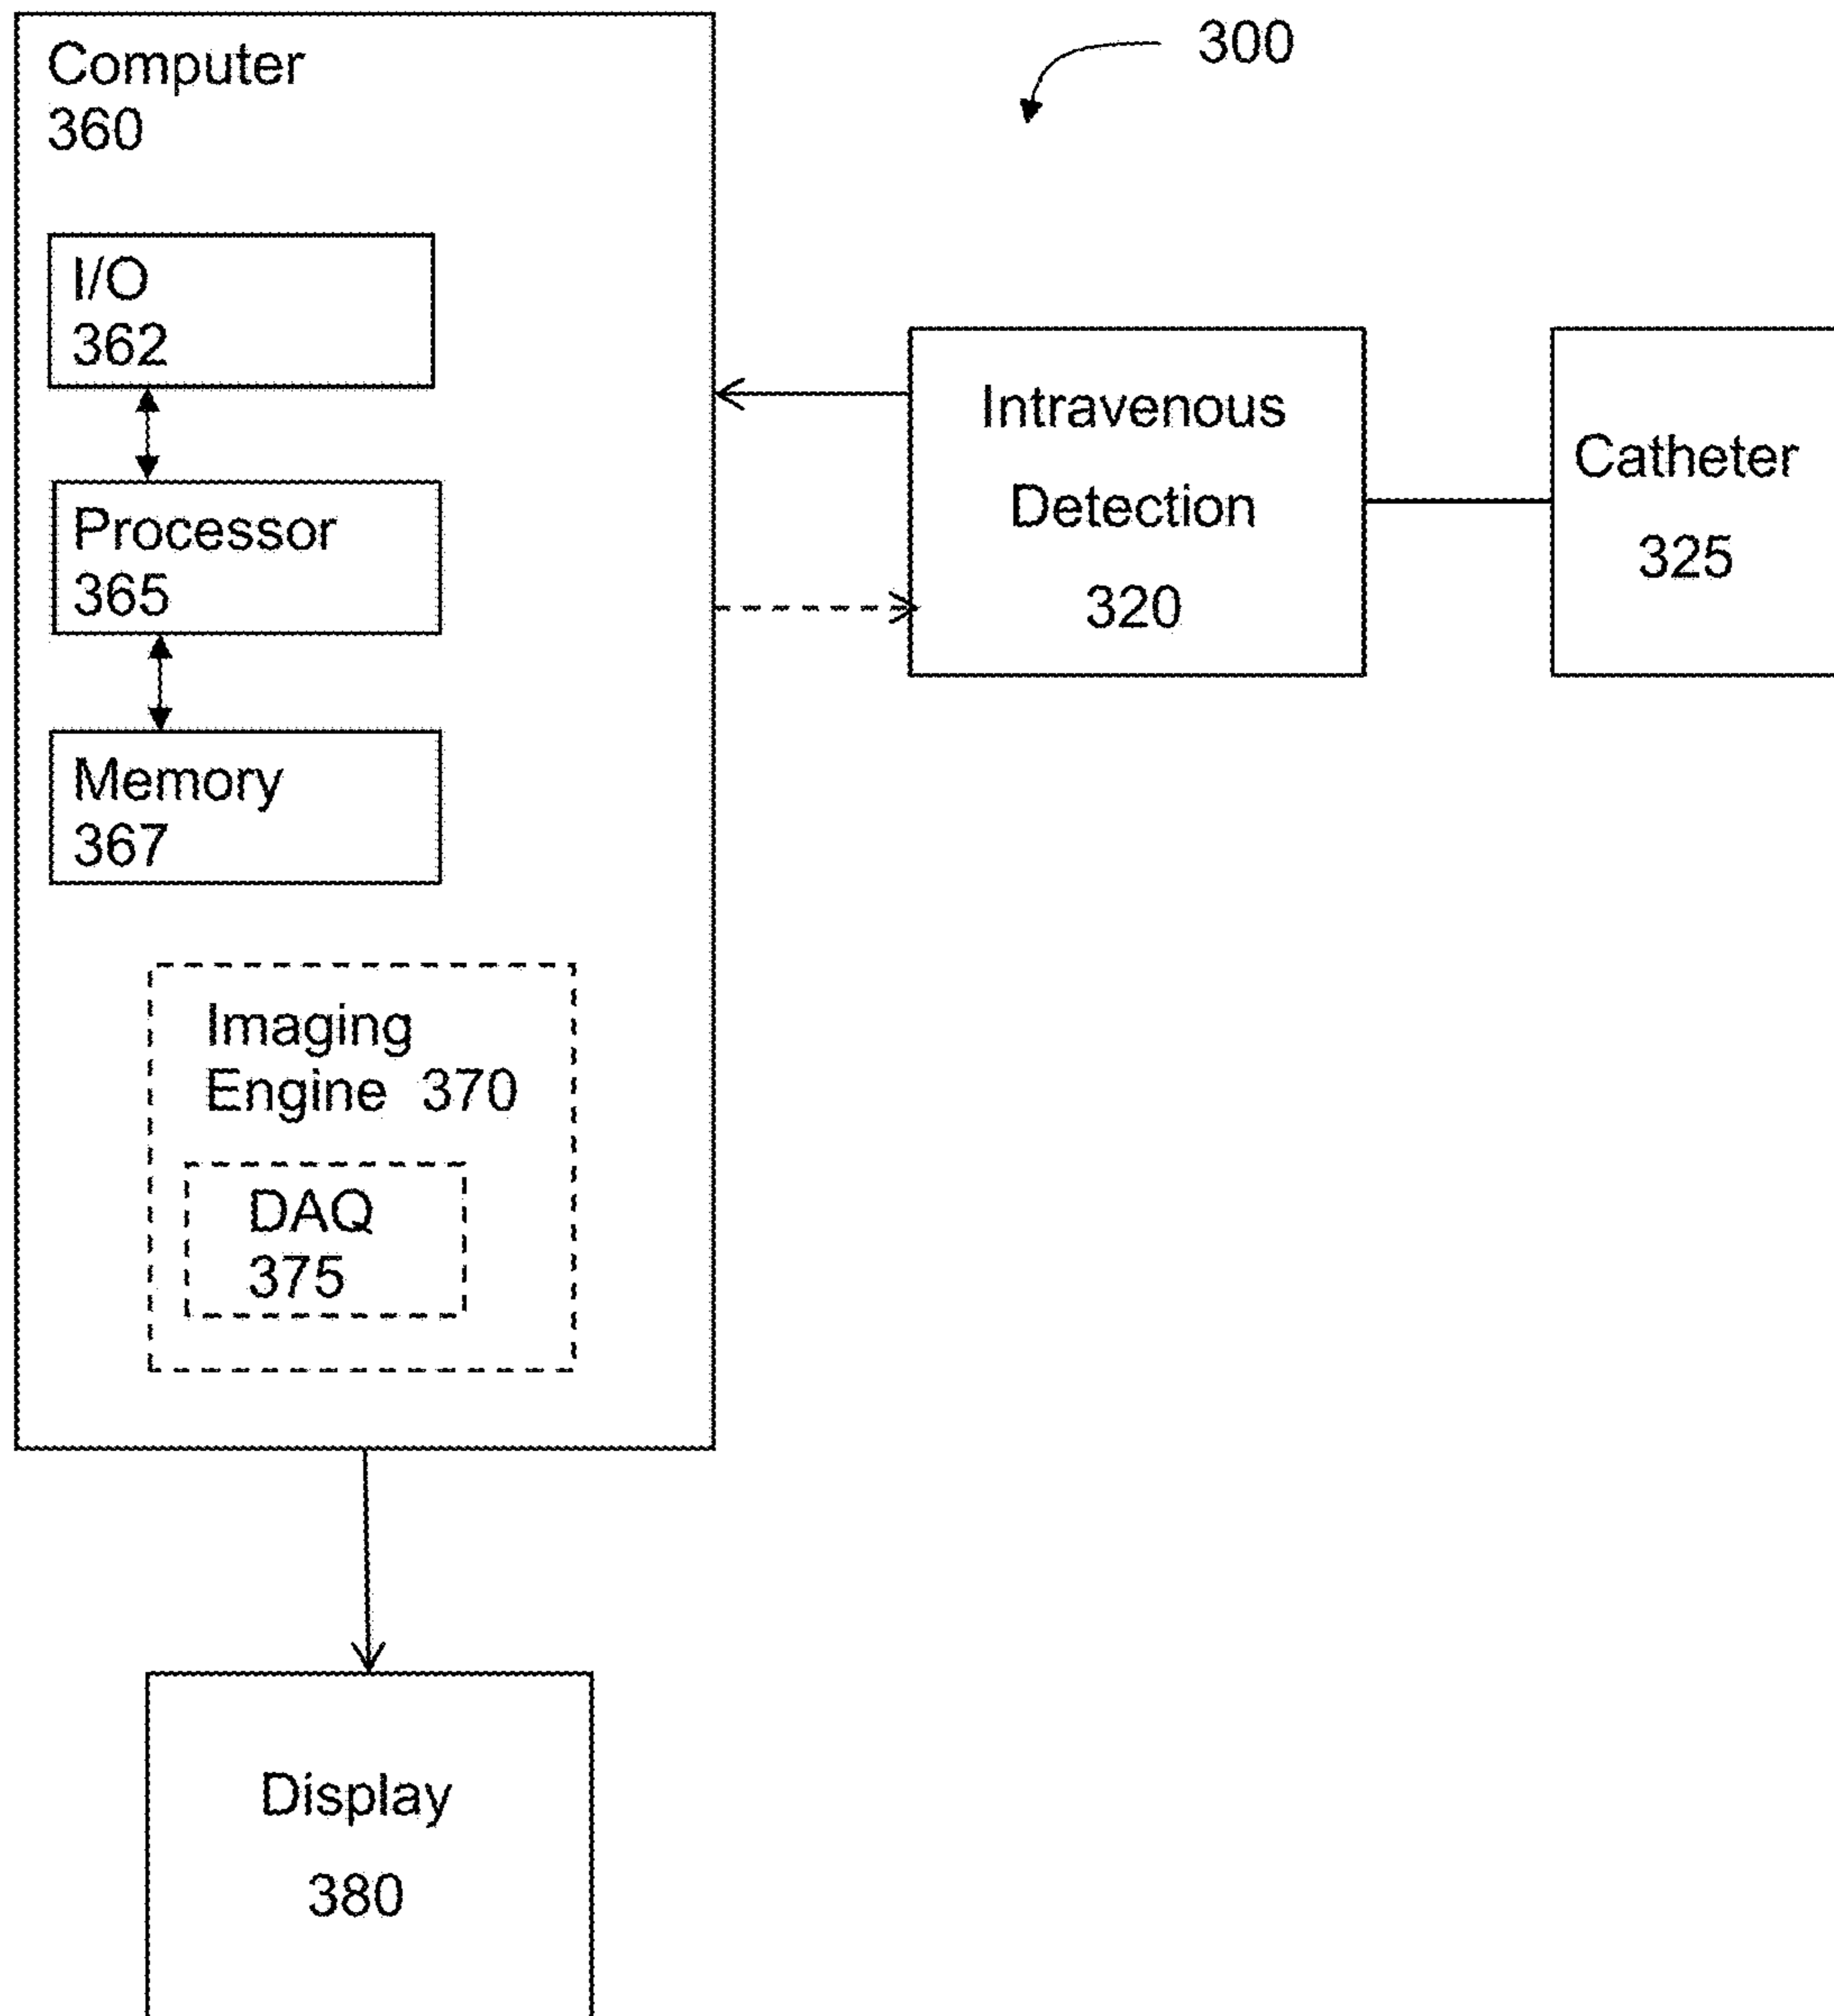 Computer
360
300
I/O
362
Processor
365
Memory
367
Imaging
Engine 370
DAQ
375
Intravenous
Detection
320
Catheter
325
Display
380